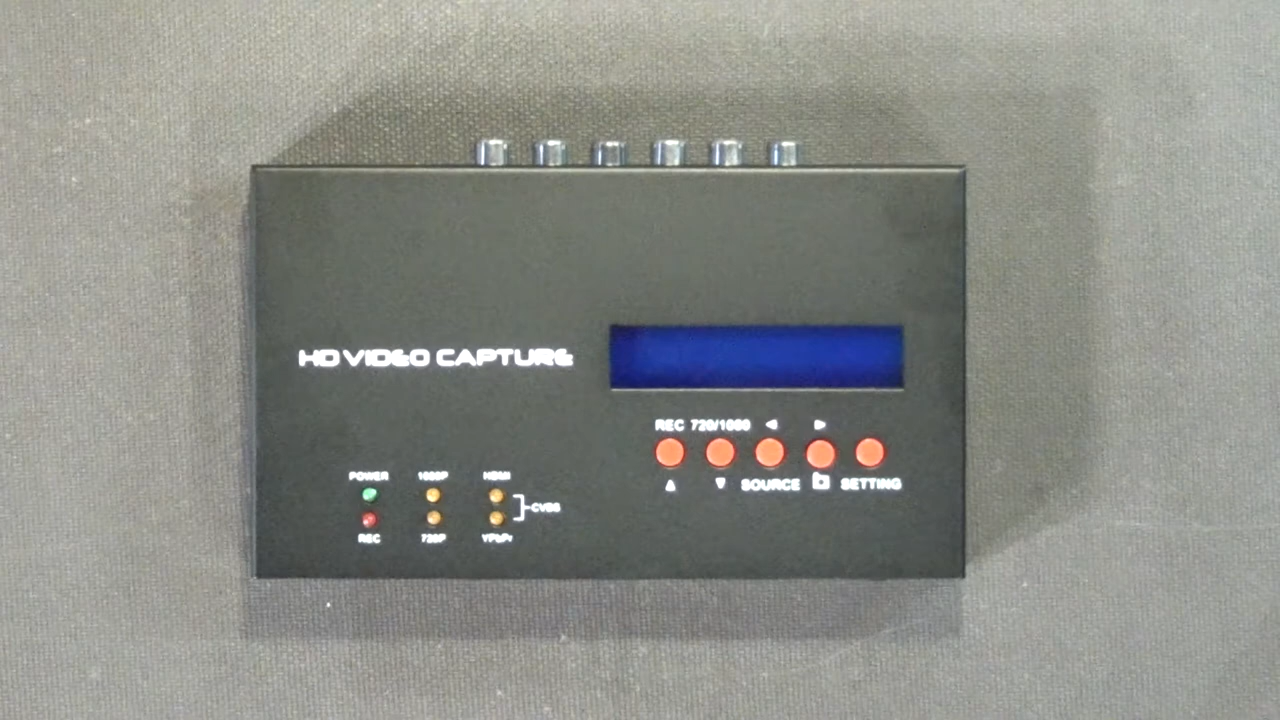 HD VIDEO CAPTURE
REC 720/1080 ◁ ▷
△ ▽ SOURCE SETTING
POWER 1080P HDMI
CVBS
REC 720P YPbPr